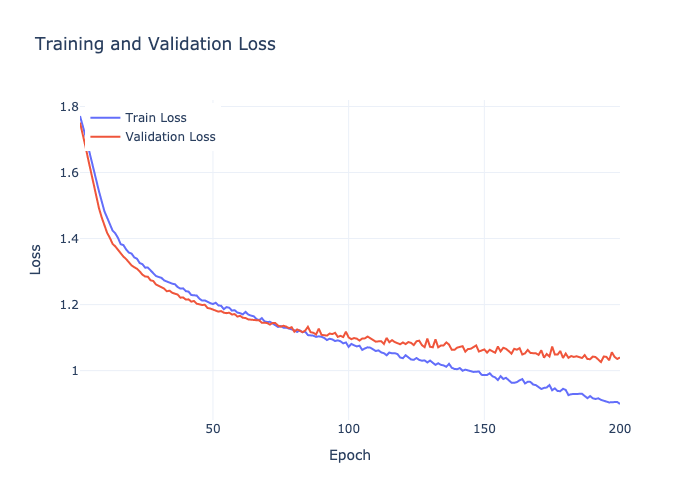 Training and Validation Loss
Train Loss
Validation Loss
1.8
1.6
1.4
1.2
1
Loss
50
100
150
200
Epoch